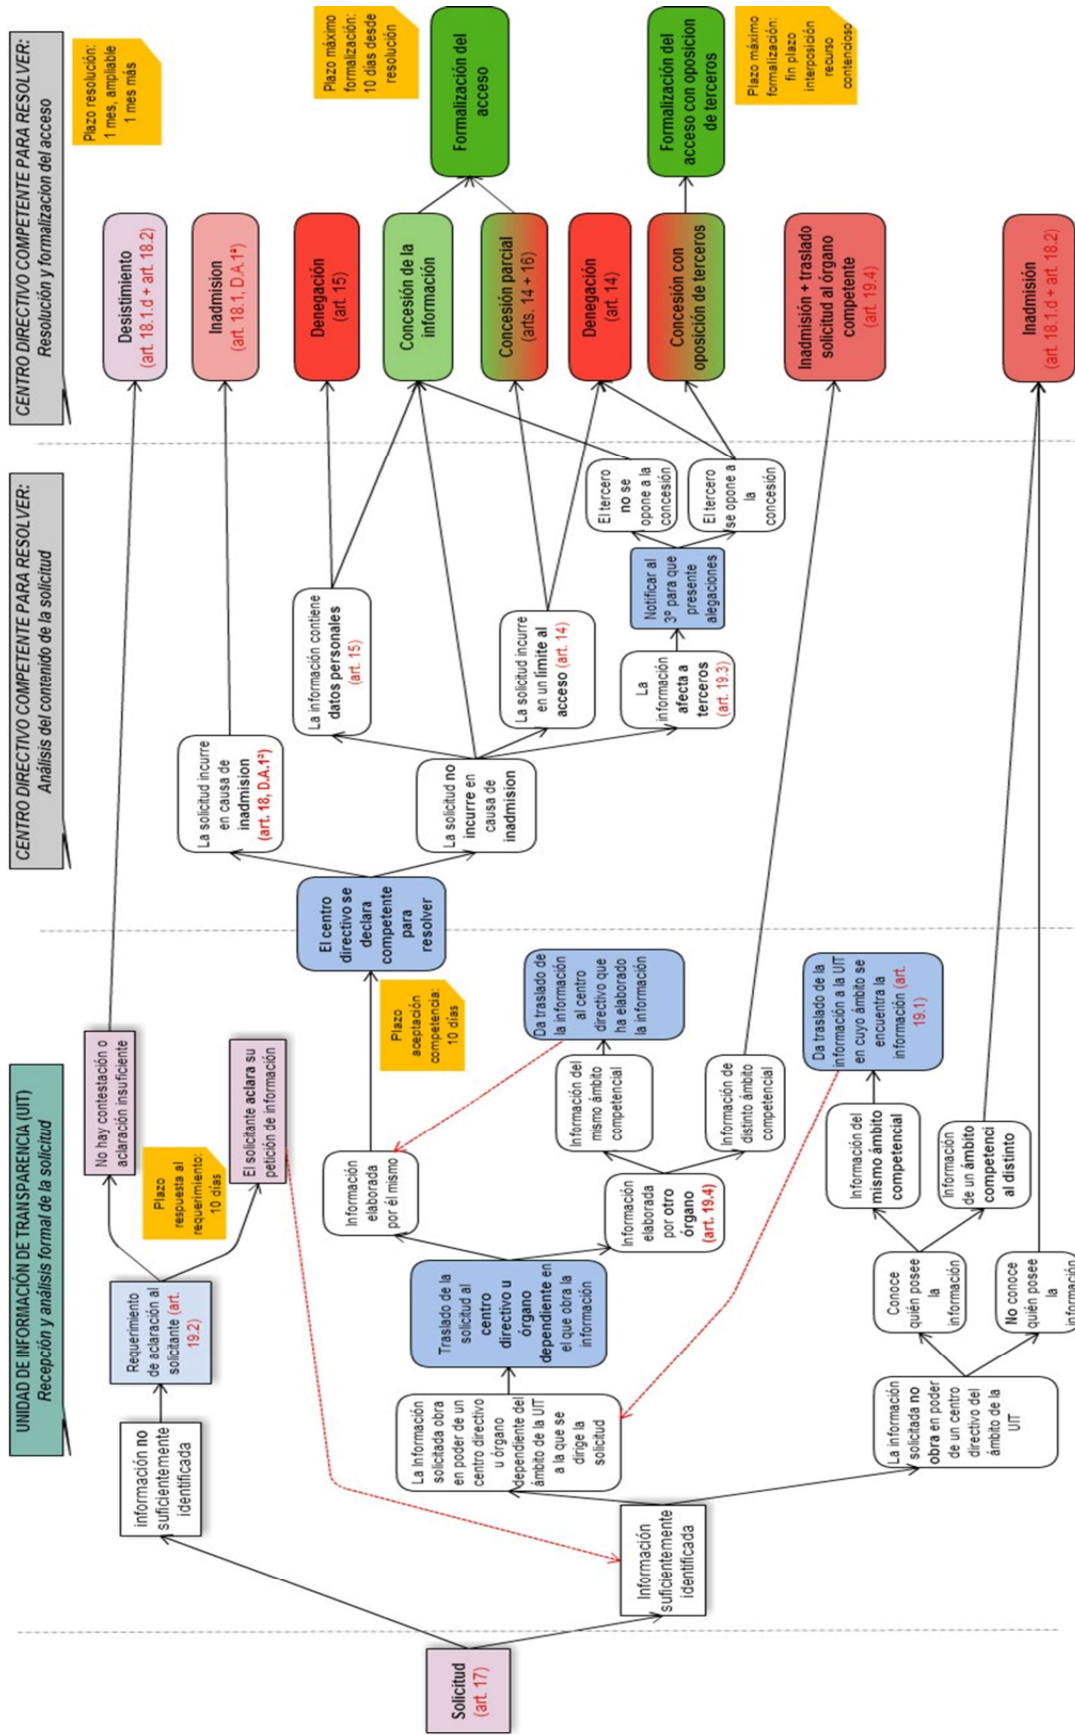 UNIDAD DE INFORMACIÓN DE TRANSPARENCIA (UIT)
Recepción y análisis formal de la solicitud
CENTRO DIRECTIVO COMPETENTE PARA RESOLVER:
Análisis del contenido de la solicitud
CENTRO DIRECTIVO COMPETENTE PARA RESOLVER:
Resolución y formalizacion del acceso
Solicitud
(art. 17)
información no
suficientemente
identificada
Información
suficientemente
identificada
Requerimiento
de aclaración al
solicitante (art.
19.2)
Plazo
respuesta al
requerimiento:
10 días
No hay contestación o
aclaración insuficiente
El solicitante aclara su
petición de información
La Información
solicitada obra
en poder de un
centro directivo
u órgano
dependiente del
ámbito de la UIT
a la que se
dirige la
solicitud
La información
solicitada no
obra en poder
de un centro
directivo del
ámbito de la
UIT
Traslado de la
solicitud al
centro
directivo u
órgano
dependiente en
el que obra la
información
Información
elaborada
por él mismo
Información
elaborada
por otro
órgano
(art. 19.4)
Plazo
aceptación
competencia:
10 días
Información del
mismo ámbito
competencial
Información de
distinto ámbito
competencial
Da traslado de
la información
al centro
directivo que
ha elaborado
la información
Conoce
quién posee
la
información
No conoce
quién posee
la
información
Información del
mismo ámbito
competencial
Información
de un ámbito
competenci
al distinto
Da traslado de la
información a la UIT
en cuyo ámbito se
encuentra la
información (art.
19.1)
El centro
directivo se
declara
competente
para
resolver
La solicitud incurre
en causa de
inadmision
(art. 18, D.A.1ª)
La solicitud no
incurre en
causa de
inadmision
La información contiene
datos personales
(art. 15)
La solicitud incurre
en un límite al
acceso (art. 14)
La
información
afecta a
terceros
(art. 19.3)
Notificar al
3º para que
presente
alegaciones
El tercero
no se
opone a la
concesión
El tercero
se opone a
la
concesión
Plazo resolución:
1 mes, ampliable
1 mes más
Desistimiento
(art. 18.1.d + art. 18.2)
Inadmision
(art. 18.1, D.A.1ª)
Denegación
(art. 15)
Concesión de la
información
Concesión parcial
(arts. 14 + 16)
Denegación
(art. 14)
Concesión con
oposición de terceros
Inadmisión + traslado
solicitud al órgano
competente
(art. 19.4)
Inadmisión
(art. 18.1.d + art. 18.2)
Plazo máximo
formalización:
10 días desde
resolución
Formalización del
acceso
Formalización del
acceso con oposicion
de terceros
Plazo máximo
formalización:
fin plazo
interposición
recurso
contencioso